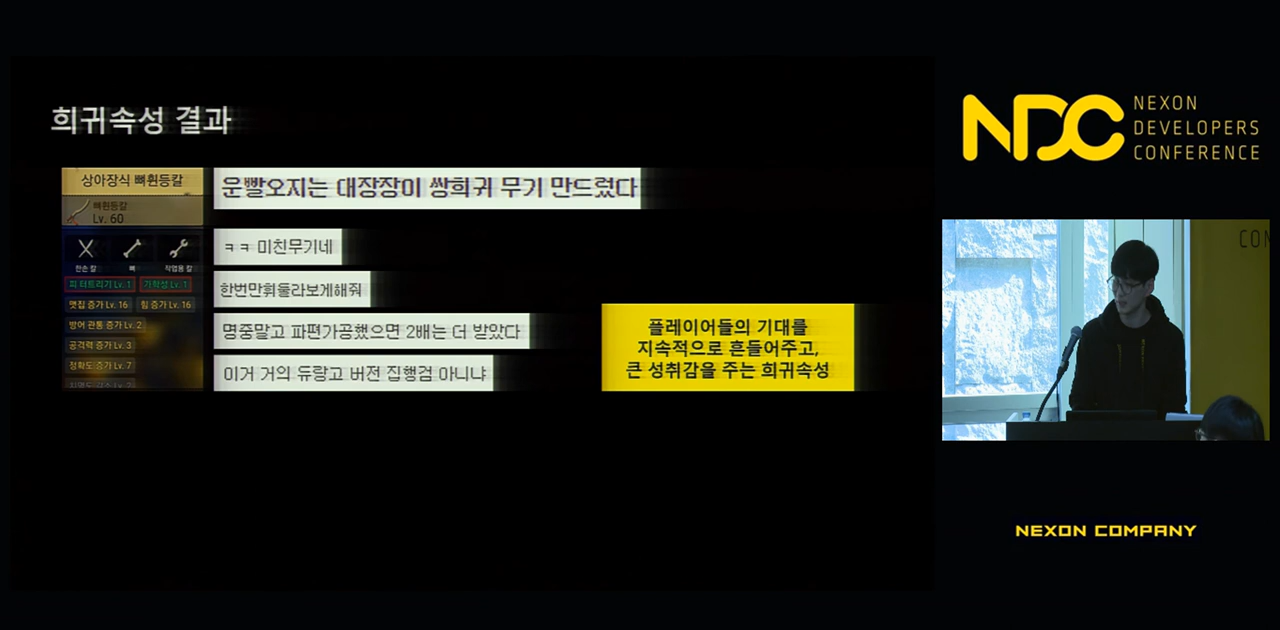 희귀속성 결과
상아장식 뼈휜등칼
뼈휜등칼
Lv. 60
한손 칼
뼈
작업용 칼
피 터트리기 Lv. 1
가학성 Lv. 1
맷집 증가 Lv. 16
힘 증가 Lv. 16
방어 관통 증가 Lv. 2
공격력 증가 Lv. 3
정확도 증가 Lv. 7
운빨오지는 대장장이 쌍희귀 무기 만드렀다
ㅋㅋ 미친무기네
한번만휘둘라보게해줘
명중말고 파편가공했으면 2배는 더 받았다
이거 거의 듀랑고 버전 집행검 아니냐
플레이어들의 기대를
지속적으로 흔들어주고,
큰 성취감을 주는 희귀속성
NDC
NEXON
DEVELOPERS
CONFERENCE
CON
NEXON COMPANY